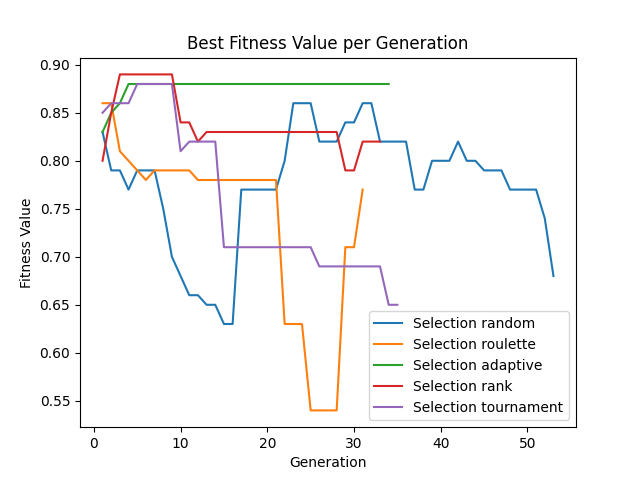 Best Fitness Value per Generation
Fitness Value
0.90
0.85
0.80
0.75
0.70
0.65
0.60
0.55
0
10
20
30
40
50
Generation
Selection random
Selection roulette
Selection adaptive
Selection rank
Selection tournament